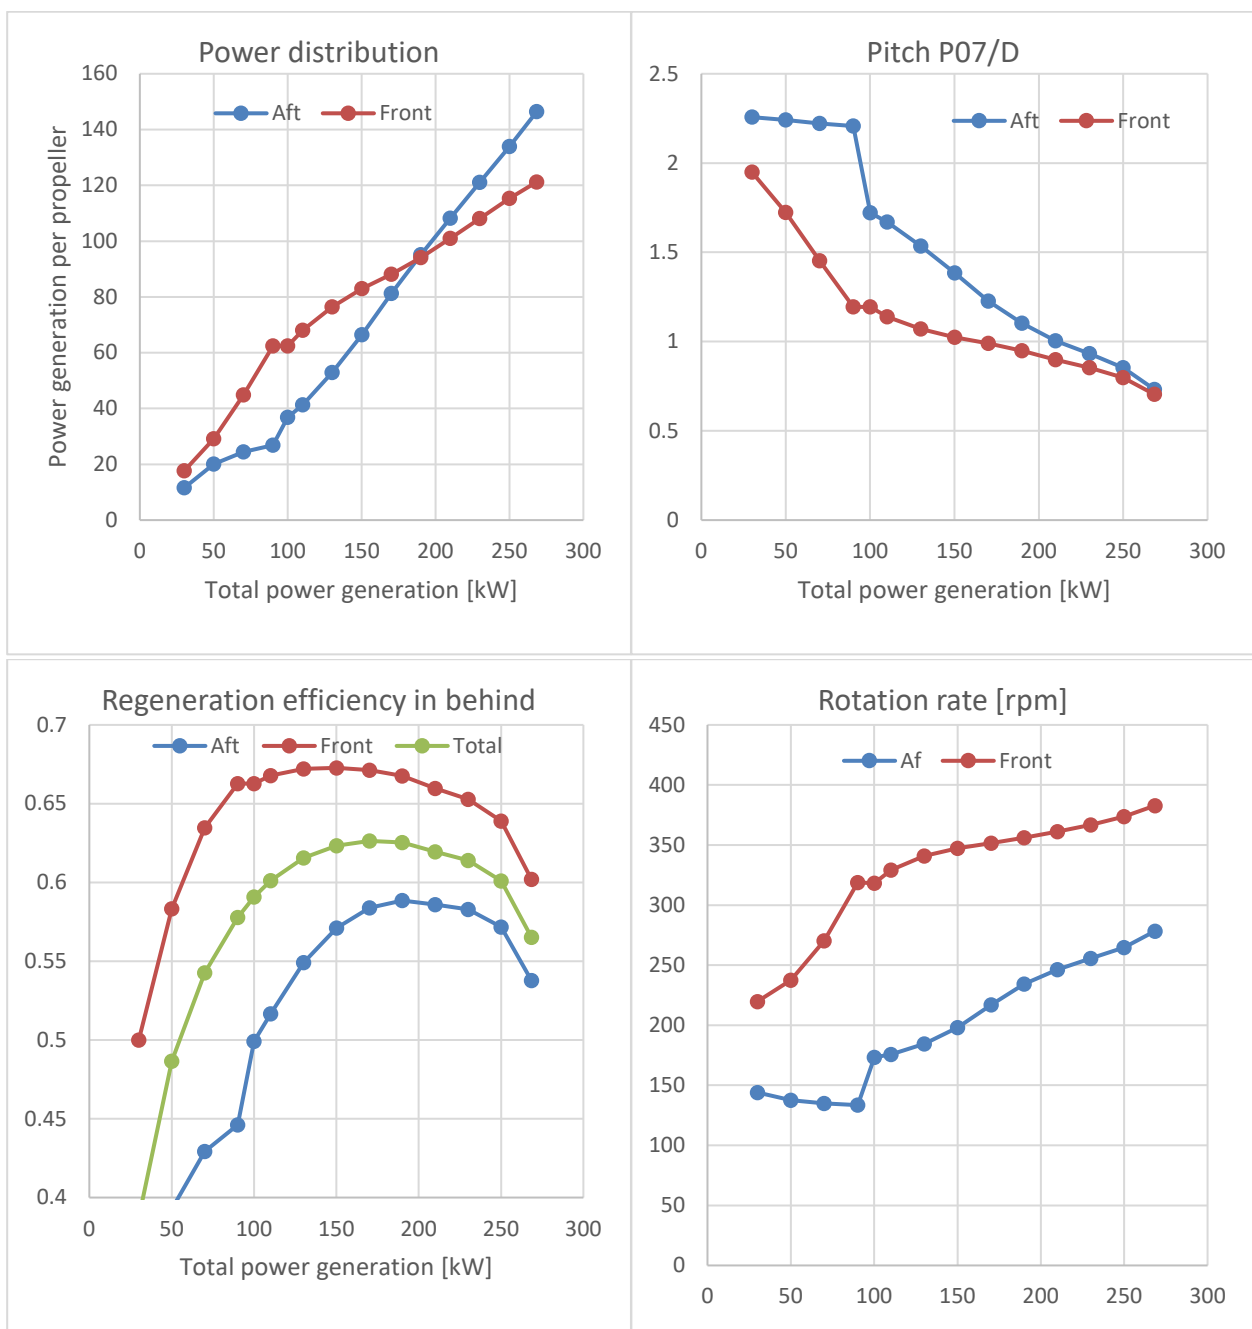 Power distribution
160
140
120
100
80
60
40
20
0
Aft Front
Power generation per propeller
0 50 100 150 200 250 300
Total power generation [kW]
Pitch P07/D
2.5
2
1.5
1
0.5
0
Aft Front
0 50 100 150 200 250 300
Total power generation [kW]
Regeneration efficiency in behind
0.7
0.65
0.6
0.55
0.5
0.45
0.4
Aft Front Total
0 50 100 150 200 250 300
Total power generation [kW]
Rotation rate [rpm]
450
400
350
300
250
200
150
100
50
0
Af Front
0 50 100 150 200 250 300